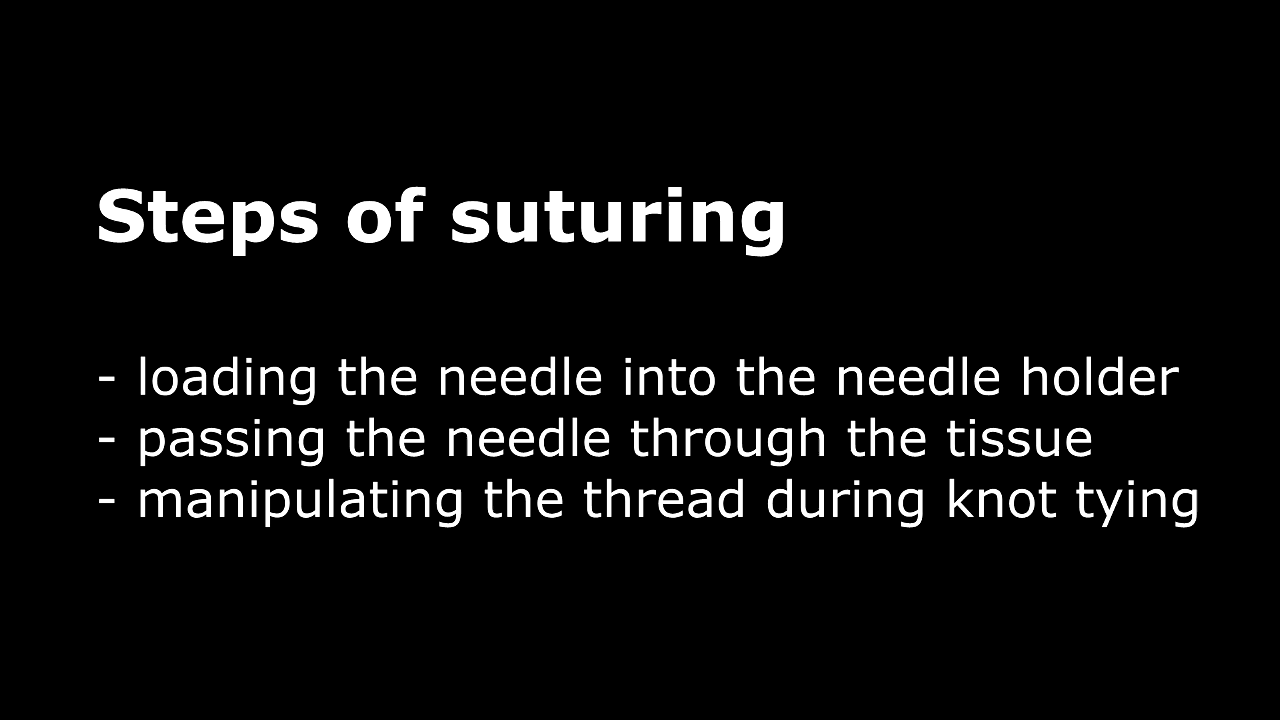 Steps of suturing
- loading the needle into the needle holder
- passing the needle through the tissue
- manipulating the thread during knot tying